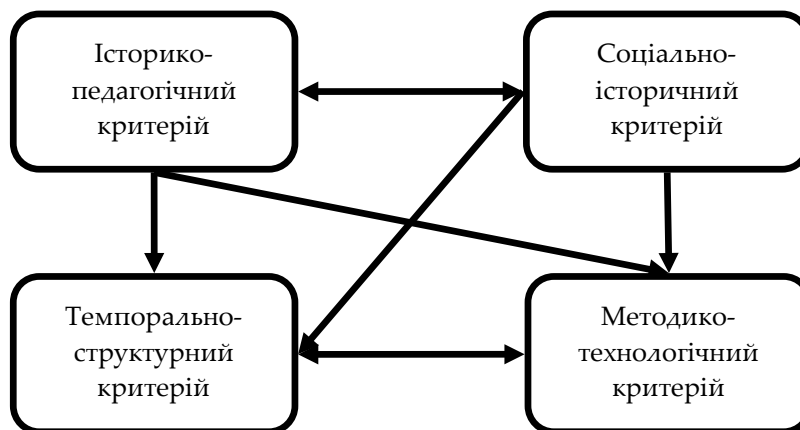 Історико-
педагогічний
критерій
Соціально-
історичний
критерій
Темпорально-
структурний
критерій
Методико-
технологічний
критерій